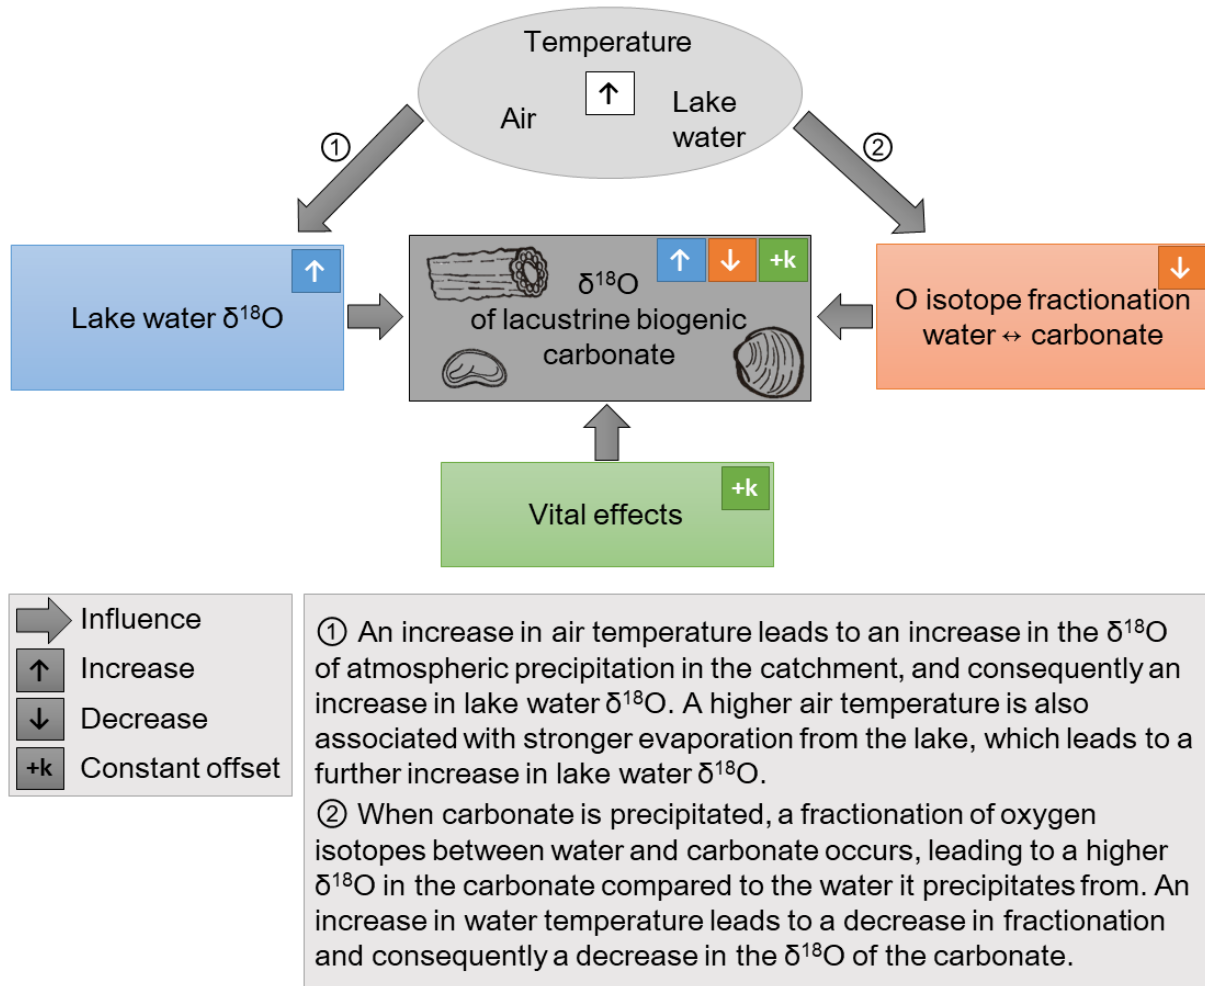 Temperature
↑
Air
Lake
water
①
②
↑
Lake water δ¹⁸O
↑ ↓ +k
δ¹⁸O
of lacustrine biogenic
carbonate
↓
O isotope fractionation
water ↔ carbonate
+k
Vital effects
Influence
↑ Increase
↓ Decrease
+k Constant offset
① An increase in air temperature leads to an increase in the δ¹⁸O
of atmospheric precipitation in the catchment, and consequently an
increase in lake water δ¹⁸O. A higher air temperature is also
associated with stronger evaporation from the lake, which leads to a
further increase in lake water δ¹⁸O.
② When carbonate is precipitated, a fractionation of oxygen
isotopes between water and carbonate occurs, leading to a higher
δ¹⁸O in the carbonate compared to the water it precipitates from. An
increase in water temperature leads to a decrease in fractionation
and consequently a decrease in the δ¹⁸O of the carbonate.